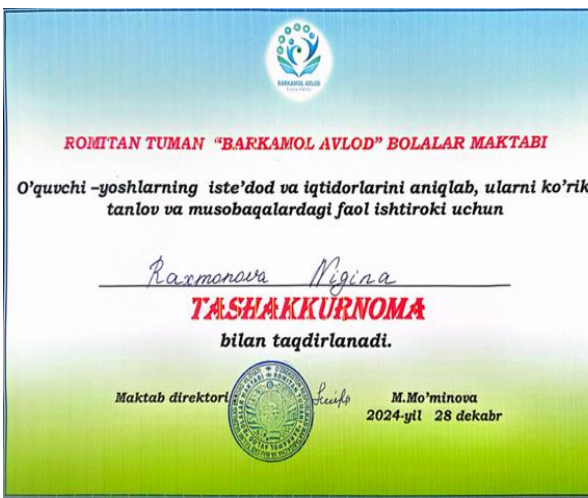 BARKAMOL AVLOD
ROMITAN TUMAN “BARKAMOL AVLOD” BOLALAR MAKTABI
O'quvchi –yoshlarning iste’dod va iqtidorlarini aniqlab, ularni ko’rik
tanlov va musobaqalardagi faol ishtiroki uchun
Raxmonova Nigina
TASHAKKURNOMA
bilan taqdirlanadi.
Maktab direktori M.Mo’minova
2024-yil 28 dekabr